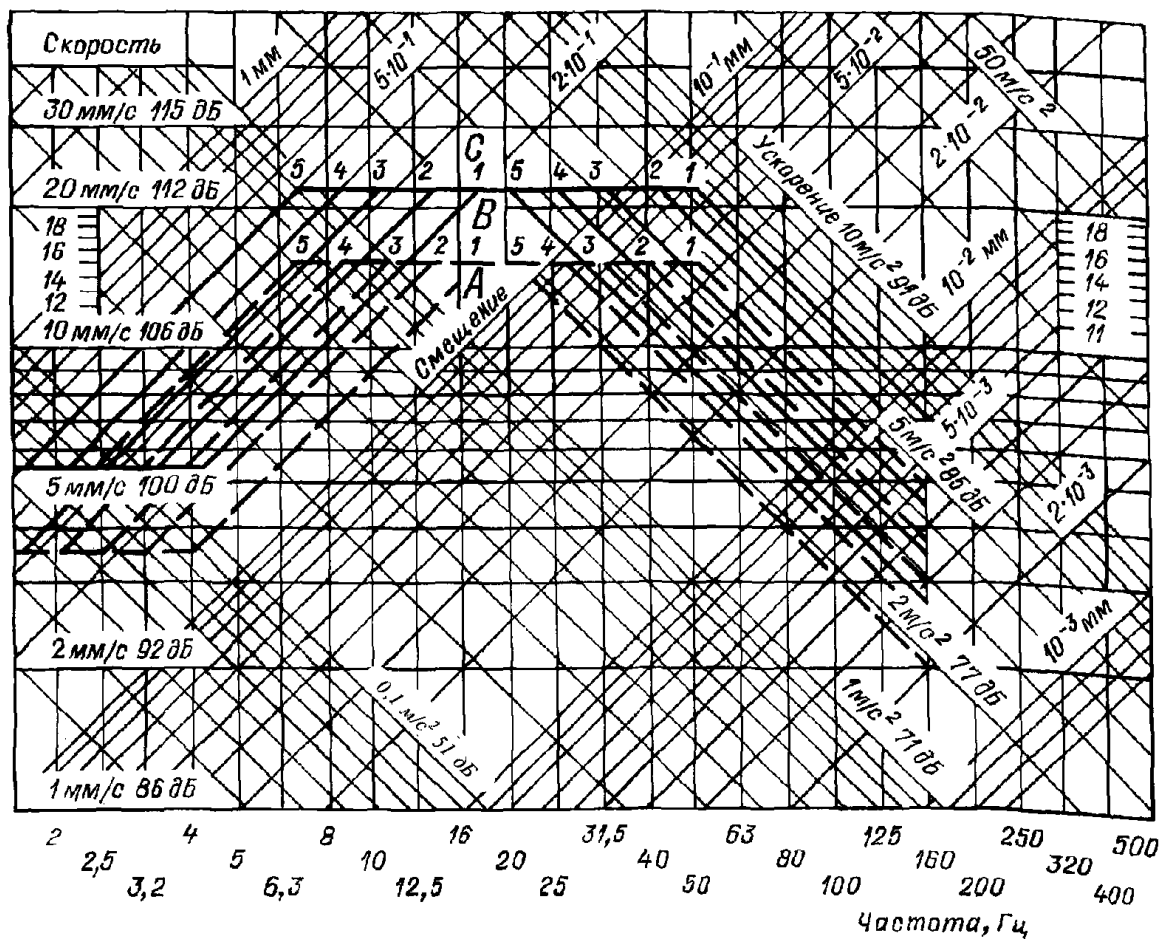 Скорость
1 мм
5·10⁻¹
2·10⁻¹
10⁻¹ мм
5·10⁻²
50 м/с 2
2·10⁻²
30 мм/с 115 дБ
20 мм/с 112 дБ
5 4 3 2 С 1 5 4 3 2 1
Ускорение 10 м/с² 91 дБ
10⁻² мм
18
16
14
12
В
5 4 3 2 1 5 4 3 2 1
А
Смещение
18
16
14
12
11
10 мм/с 106 дБ
5·10⁻³
5 м/с² 85 дБ
2·10⁻³
5 мм/с 100 дБ
2 мм/с 92 дБ
10⁻³ мм
2 м/с² 77 дБ
0,1 м/с² 51 дБ
1 м/с² 71 дБ
1 мм/с 86 дБ
2 4 8 16 31,5 63 125 250 500
2,5 5 10 20 40 80 160 320
3,2 6,3 12,5 25 50 100 200 400
Частота, Гц